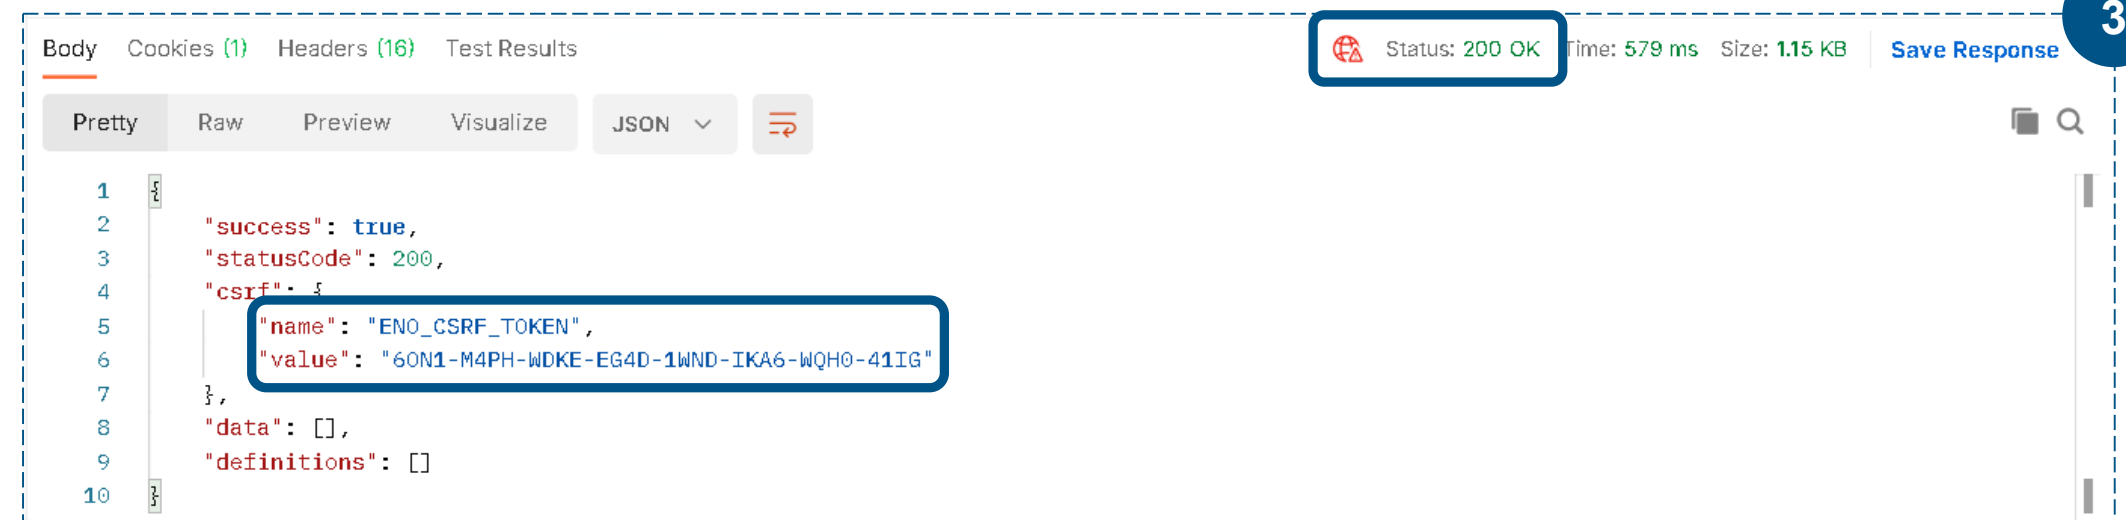 3
Body Cookies (1) Headers (16) Test Results Status: 200 OK Time: 579 ms Size: 1.15 KB Save Response
Pretty Raw Preview Visualize JSON
1 {
2 "success": true,
3 "statusCode": 200,
4 "csrf": {
5 "name": "ENO_CSRF_TOKEN",
6 "value": "6ON1-M4PH-WDKE-EG4D-1WND-IKA6-WQH0-41IG"
7 },
8 "data": [],
9 "definitions": []
10 }